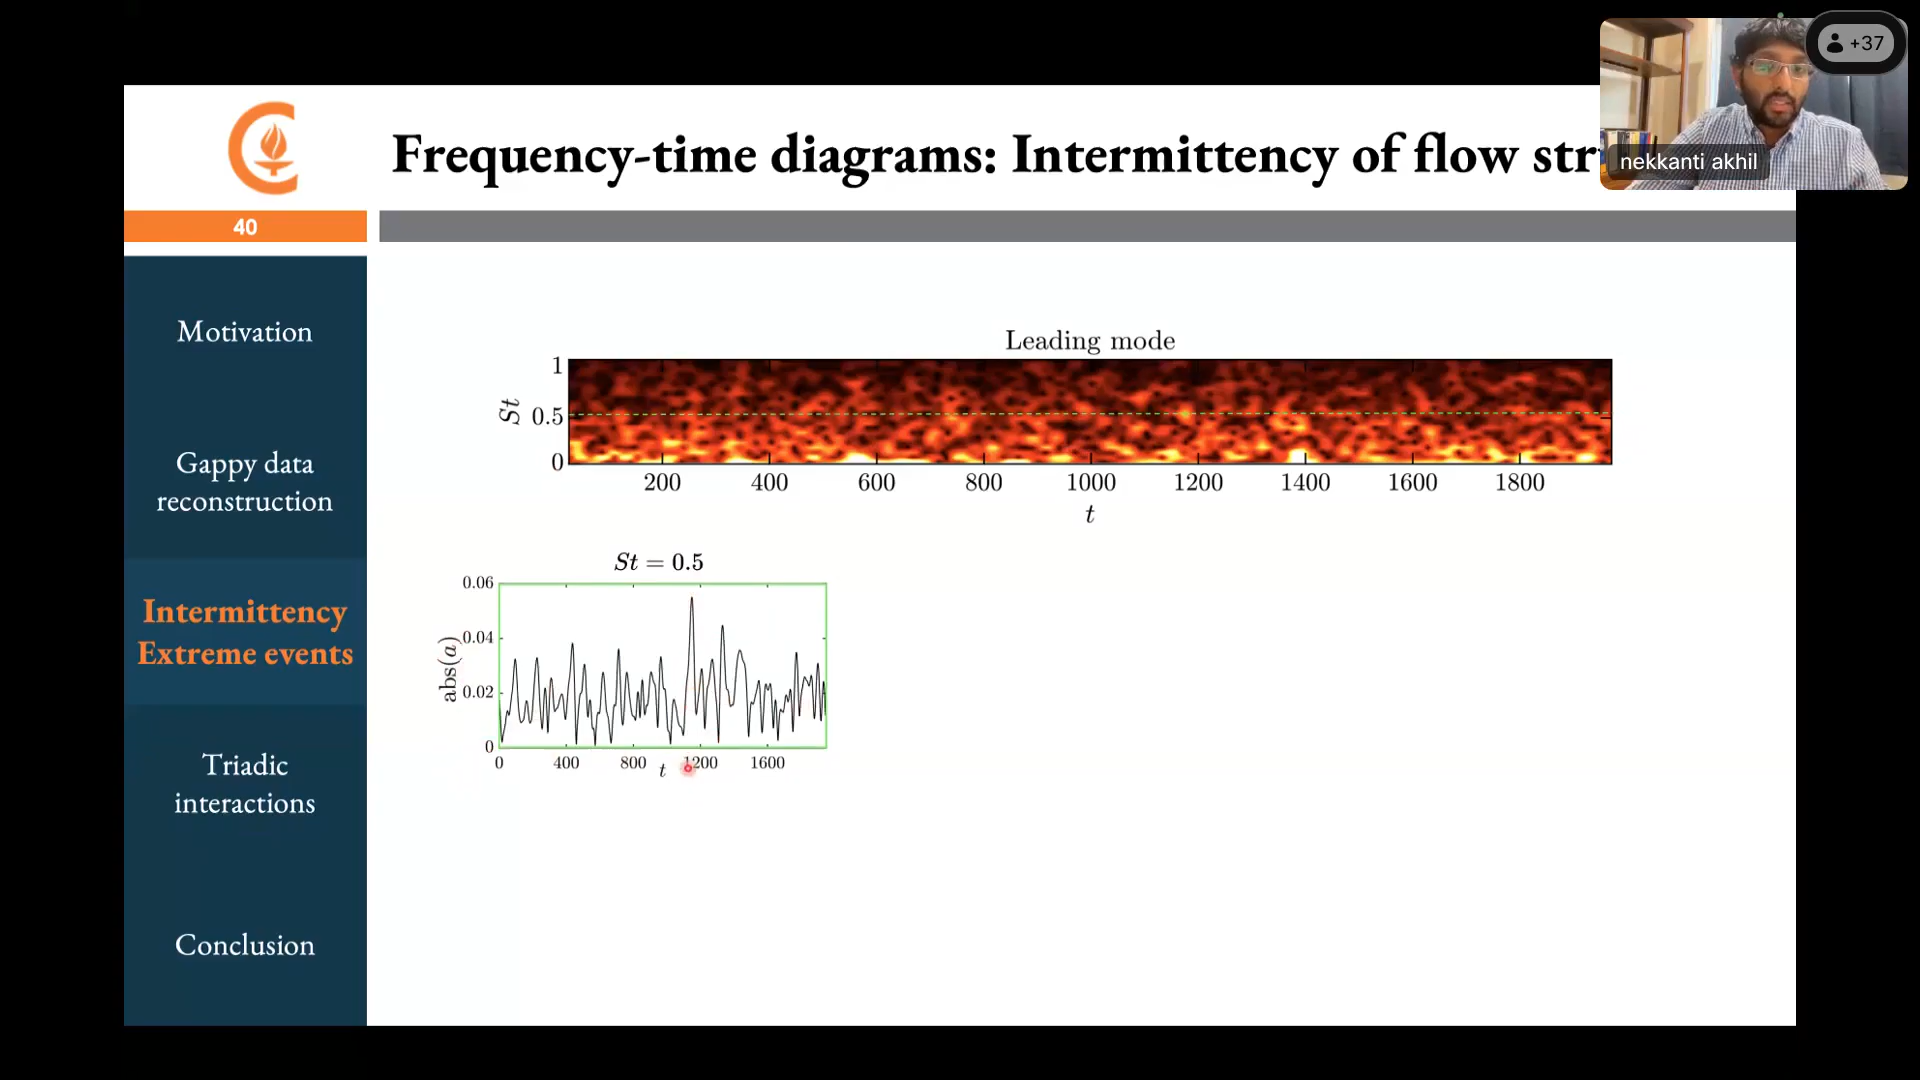 +37
nekkanti akhil
Frequency-time diagrams: Intermittency of flow str
40
Motivation
Gappy data
reconstruction
Intermittency
Extreme events
Triadic
interactions
Conclusion
Leading mode
St
1
0.5
0
200 400 600 800 1000 1200 1400 1600 1800
t
St = 0.5
abs(a)
0.06
0.04
0.02
0
0 400 800 1200 1600
t